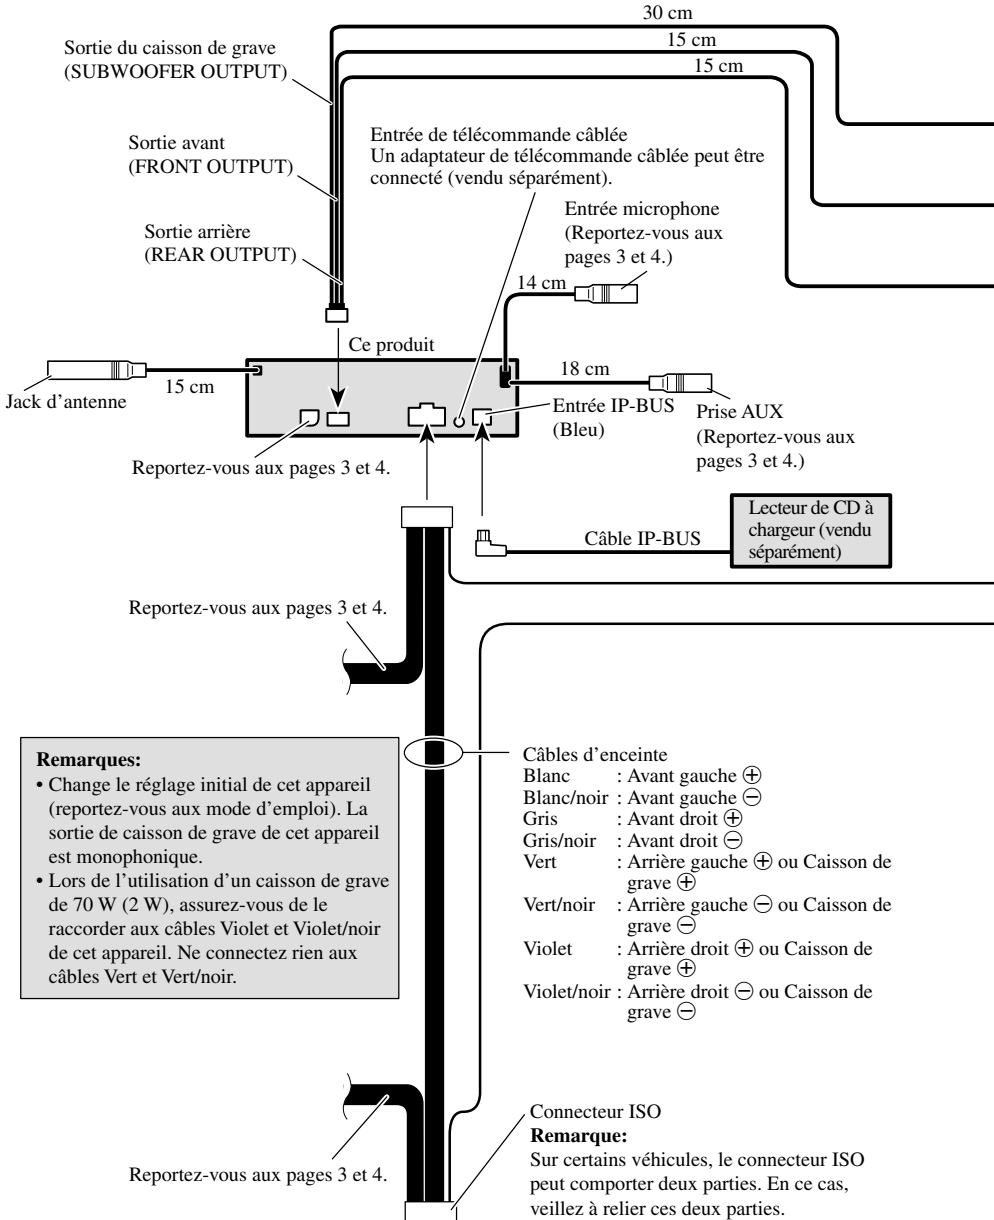 30 cm
15 cm
15 cm
Sortie du caisson de grave
(SUBWOOFER OUTPUT)
Sortie avant
(FRONT OUTPUT)
Sortie arrière
(REAR OUTPUT)
Entrée de télécommande câblée
Un adaptateur de télécommande câblée peut être
connecté (vendu séparément).
Entrée microphone
(Reportez-vous aux
pages 3 et 4.)
14 cm
Ce produit
15 cm
Jack d'antenne
18 cm
Entrée IP-BUS
(Bleu)
Prise AUX
(Reportez-vous aux
pages 3 et 4.)
Reportez-vous aux pages 3 et 4.
Câble IP-BUS
Lecteur de CD à
chargeur (vendu
séparément)
Reportez-vous aux pages 3 et 4.
Remarques:
• Change le réglage initial de cet appareil
(reportez-vous aux mode d'emploi). La
sortie de caisson de grave de cet appareil
est monophonique.
• Lors de l'utilisation d'un caisson de grave
de 70 W (2 W), assurez-vous de le
raccorder aux câbles Violet et Violet/noir
de cet appareil. Ne connectez rien aux
câbles Vert et Vert/noir.
Câbles d'enceinte
Blanc : Avant gauche ⊕
Blanc/noir : Avant gauche ⊖
Gris : Avant droit ⊕
Gris/noir : Avant droit ⊖
Vert : Arrière gauche ⊕ ou Caisson de
grave ⊕
Vert/noir : Arrière gauche ⊖ ou Caisson de
grave ⊖
Violet : Arrière droit ⊕ ou Caisson de
grave ⊕
Violet/noir : Arrière droit ⊖ ou Caisson de
grave ⊖
Reportez-vous aux pages 3 et 4.
Connecteur ISO
Remarque:
Sur certains véhicules, le connecteur ISO
peut comporter deux parties. En ce cas,
veillez à relier ces deux parties.